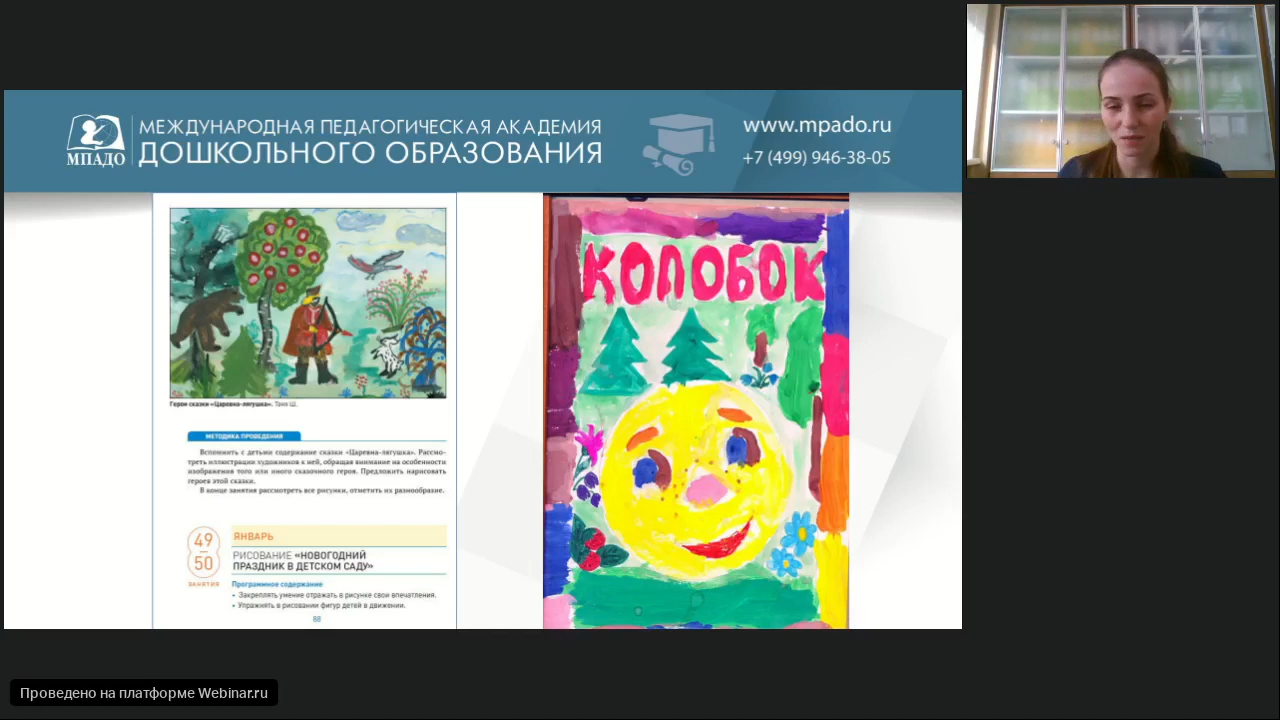 МПАДО
МЕЖДУНАРОДНАЯ ПЕДАГОГИЧЕСКАЯ АКАДЕМИЯ
ДОШКОЛЬНОГО ОБРАЗОВАНИЯ
www.mpado.ru
+7 (499) 946-38-05
Герои сказки «Царевна-лягушка». Таня Ш.
МЕТОДИКА ПРОВЕДЕНИЯ
Вспомнить с детьми содержание сказки «Царевна-лягушка». Рассмо-
треть иллюстрации художников к ней, обращая внимание на особенности
изображения того или иного сказочного героя. Предложить нарисовать
героев этой сказки.
В конце занятия рассмотреть все рисунки, отметить их разнообразие.
49
50
ЗАНЯТИЯ
ЯНВАРЬ
РИСОВАНИЕ «НОВОГОДНИЙ
ПРАЗДНИК В ДЕТСКОМ САДУ»
Программное содержание
• Закреплять умение отражать в рисунке свои впечатления.
• Упражнять в рисовании фигур детей в движении.
88
КОЛОБОК
Проведено на платформе Webinar.ru